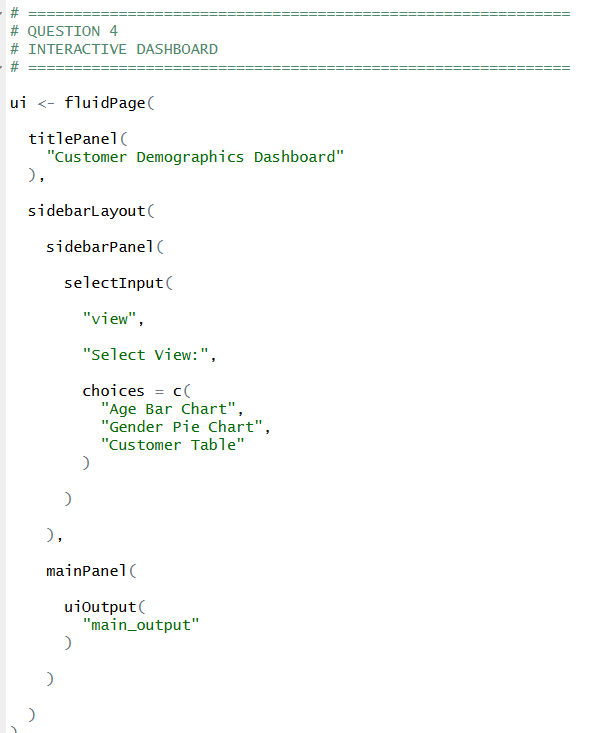 # ============================================================
# QUESTION 4
# INTERACTIVE DASHBOARD
# ============================================================
ui <- fluidPage(
titlePanel(
"Customer Demographics Dashboard"
),
sidebarLayout(
sidebarPanel(
selectInput(
"view",
"Select View:",
choices = c(
"Age Bar Chart",
"Gender Pie Chart",
"Customer Table"
)
)
),
mainPanel(
uiOutput(
"main_output"
)
)
)
)